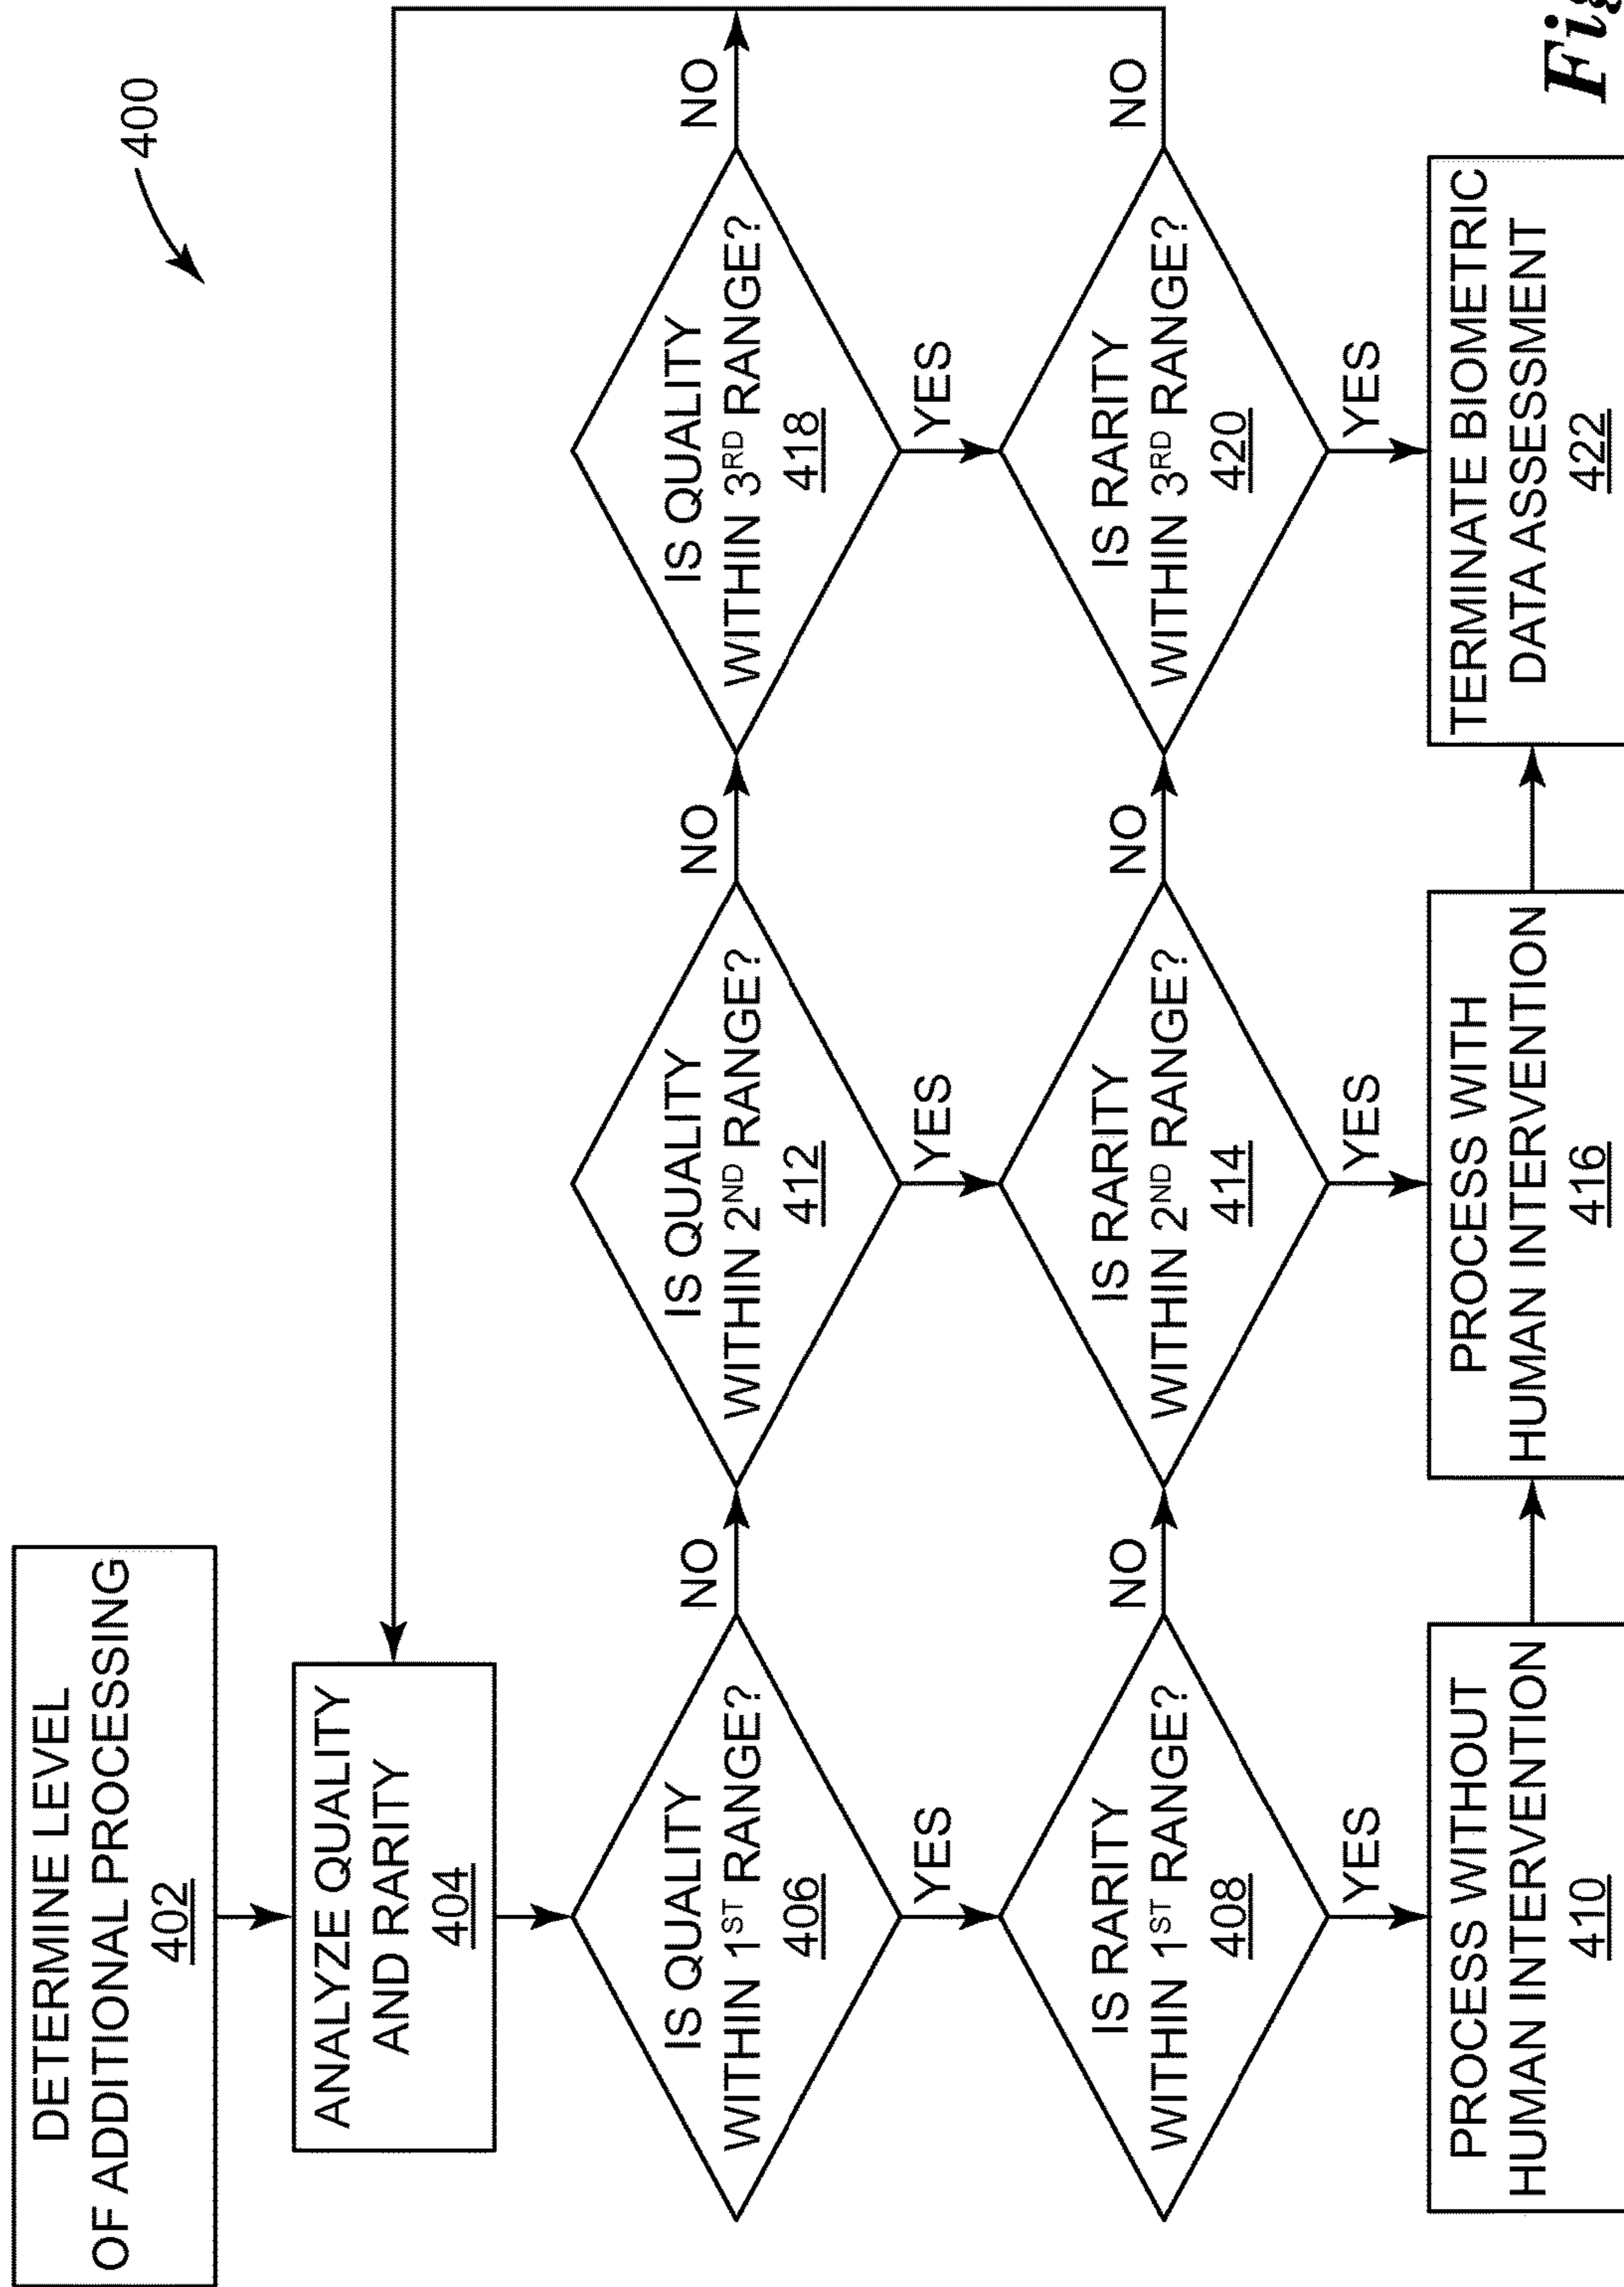 400
DETERMINE LEVEL
OF ADDITIONAL PROCESSING
402
ANALYZE QUALITY
AND RARITY
404
IS QUALITY
WITHIN 1ST RANGE?
406
NO
IS QUALITY
WITHIN 2ND RANGE?
412
NO
IS QUALITY
WITHIN 3RD RANGE?
418
NO
YES
YES
YES
IS RARITY
WITHIN 1ST RANGE?
408
NO
IS RARITY
WITHIN 2ND RANGE?
414
NO
IS RARITY
WITHIN 3RD RANGE?
420
NO
YES
YES
YES
PROCESS WITHOUT
HUMAN INTERVENTION
410
PROCESS WITH
HUMAN INTERVENTION
416
TERMINATE BIOMETRIC
DATA ASSESSMENT
422
Fig